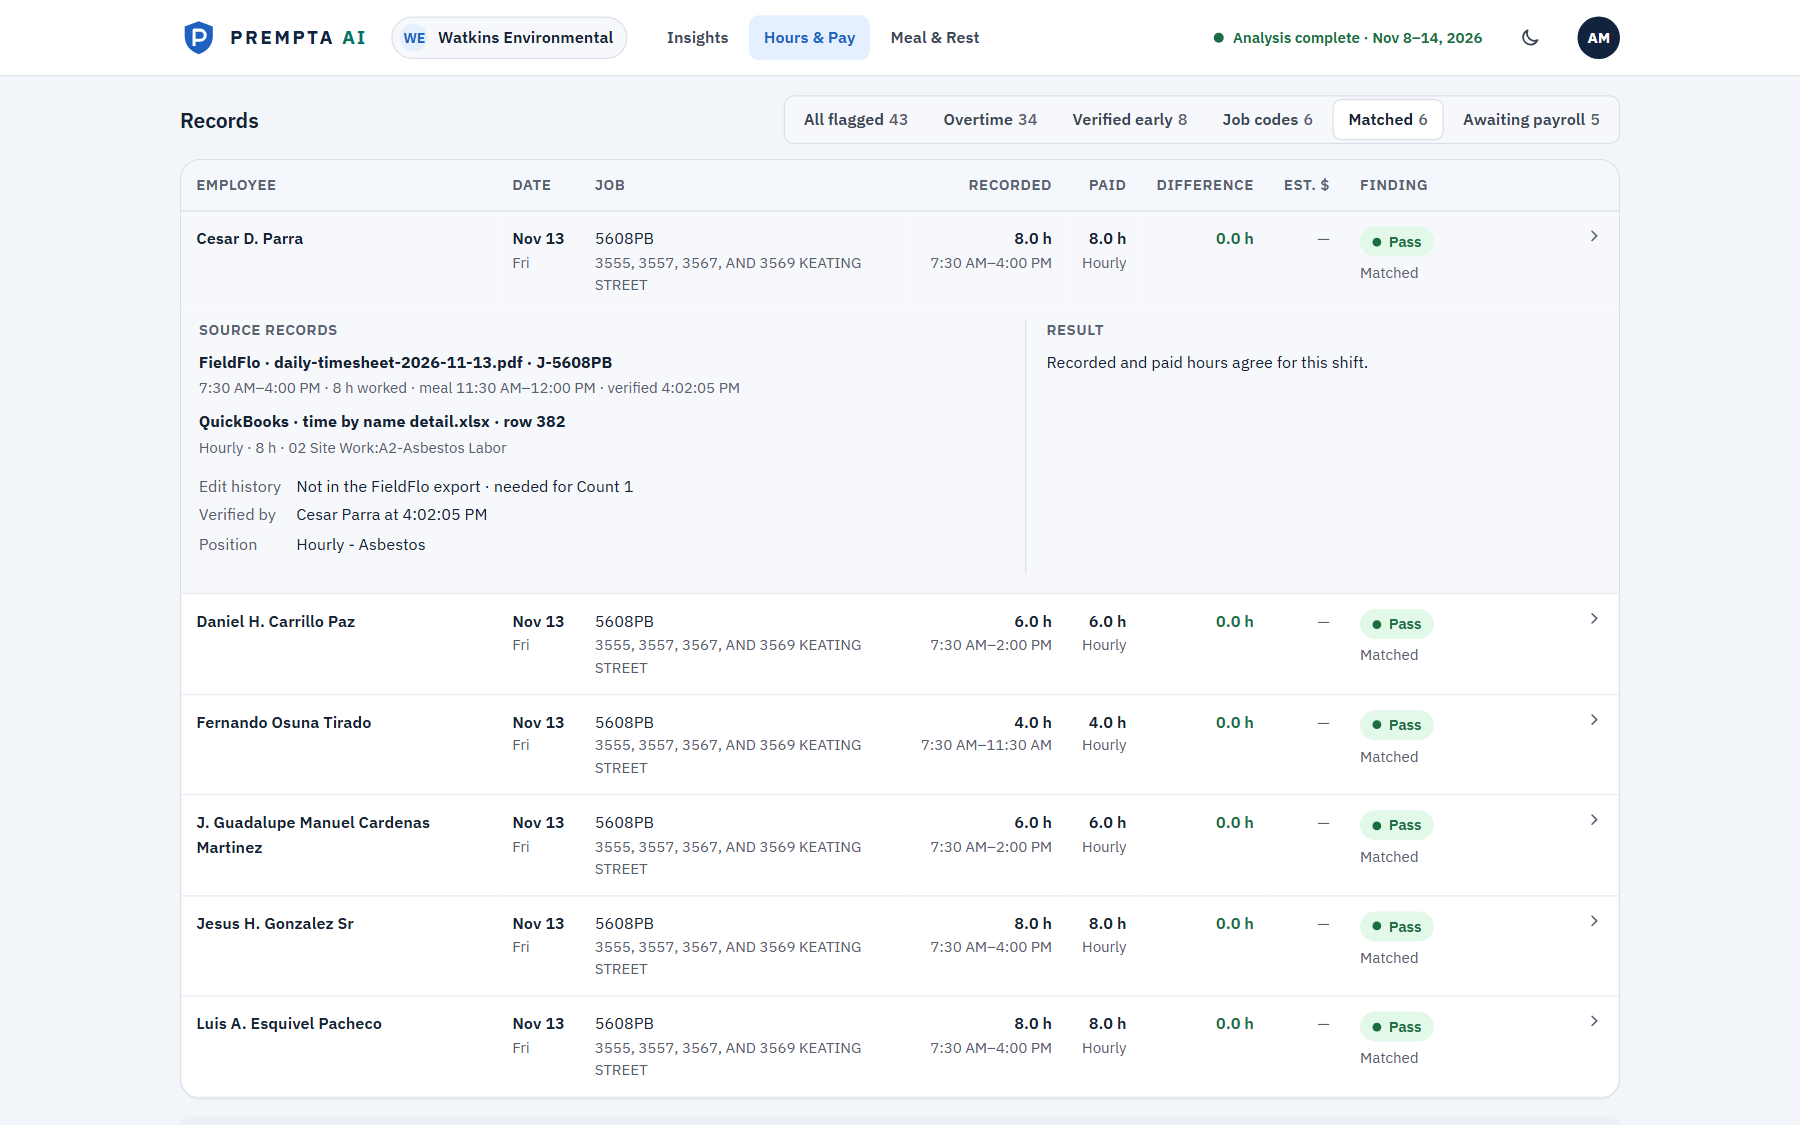 PREMPTA AI
WE Watkins Environmental
Insights
Hours & Pay
Meal & Rest
Analysis complete · Nov 8–14, 2026
AM
Records
All flagged 43
Overtime 34
Verified early 8
Job codes 6
Matched 6
Awaiting payroll 5
EMPLOYEE DATE JOB RECORDED PAID DIFFERENCE EST. $ FINDING
Cesar D. Parra Nov 13 5608PB 8.0 h 8.0 h 0.0 h — Pass
Fri 3555, 3557, 3567, AND 3569 KEATING 7:30 AM–4:00 PM Hourly Matched
STREET
SOURCE RECORDS
FieldFlo · daily-timesheet-2026-11-13.pdf · J-5608PB
7:30 AM–4:00 PM · 8 h worked · meal 11:30 AM–12:00 PM · verified 4:02:05 PM
QuickBooks · time by name detail.xlsx · row 382
Hourly · 8 h · 02 Site Work:A2-Asbestos Labor
Edit history Not in the FieldFlo export · needed for Count 1
Verified by Cesar Parra at 4:02:05 PM
Position Hourly - Asbestos
RESULT
Recorded and paid hours agree for this shift.
Daniel H. Carrillo Paz Nov 13 5608PB 6.0 h 6.0 h 0.0 h — Pass
Fri 3555, 3557, 3567, AND 3569 KEATING 7:30 AM–2:00 PM Hourly Matched
STREET
Fernando Osuna Tirado Nov 13 5608PB 4.0 h 4.0 h 0.0 h — Pass
Fri 3555, 3557, 3567, AND 3569 KEATING 7:30 AM–11:30 AM Hourly Matched
STREET
J. Guadalupe Manuel Cardenas Nov 13 5608PB 6.0 h 6.0 h 0.0 h — Pass
Martinez Fri 3555, 3557, 3567, AND 3569 KEATING 7:30 AM–2:00 PM Hourly Matched
STREET
Jesus H. Gonzalez Sr Nov 13 5608PB 8.0 h 8.0 h 0.0 h — Pass
Fri 3555, 3557, 3567, AND 3569 KEATING 7:30 AM–4:00 PM Hourly Matched
STREET
Luis A. Esquivel Pacheco Nov 13 5608PB 8.0 h 8.0 h 0.0 h — Pass
Fri 3555, 3557, 3567, AND 3569 KEATING 7:30 AM–4:00 PM Hourly Matched
STREET